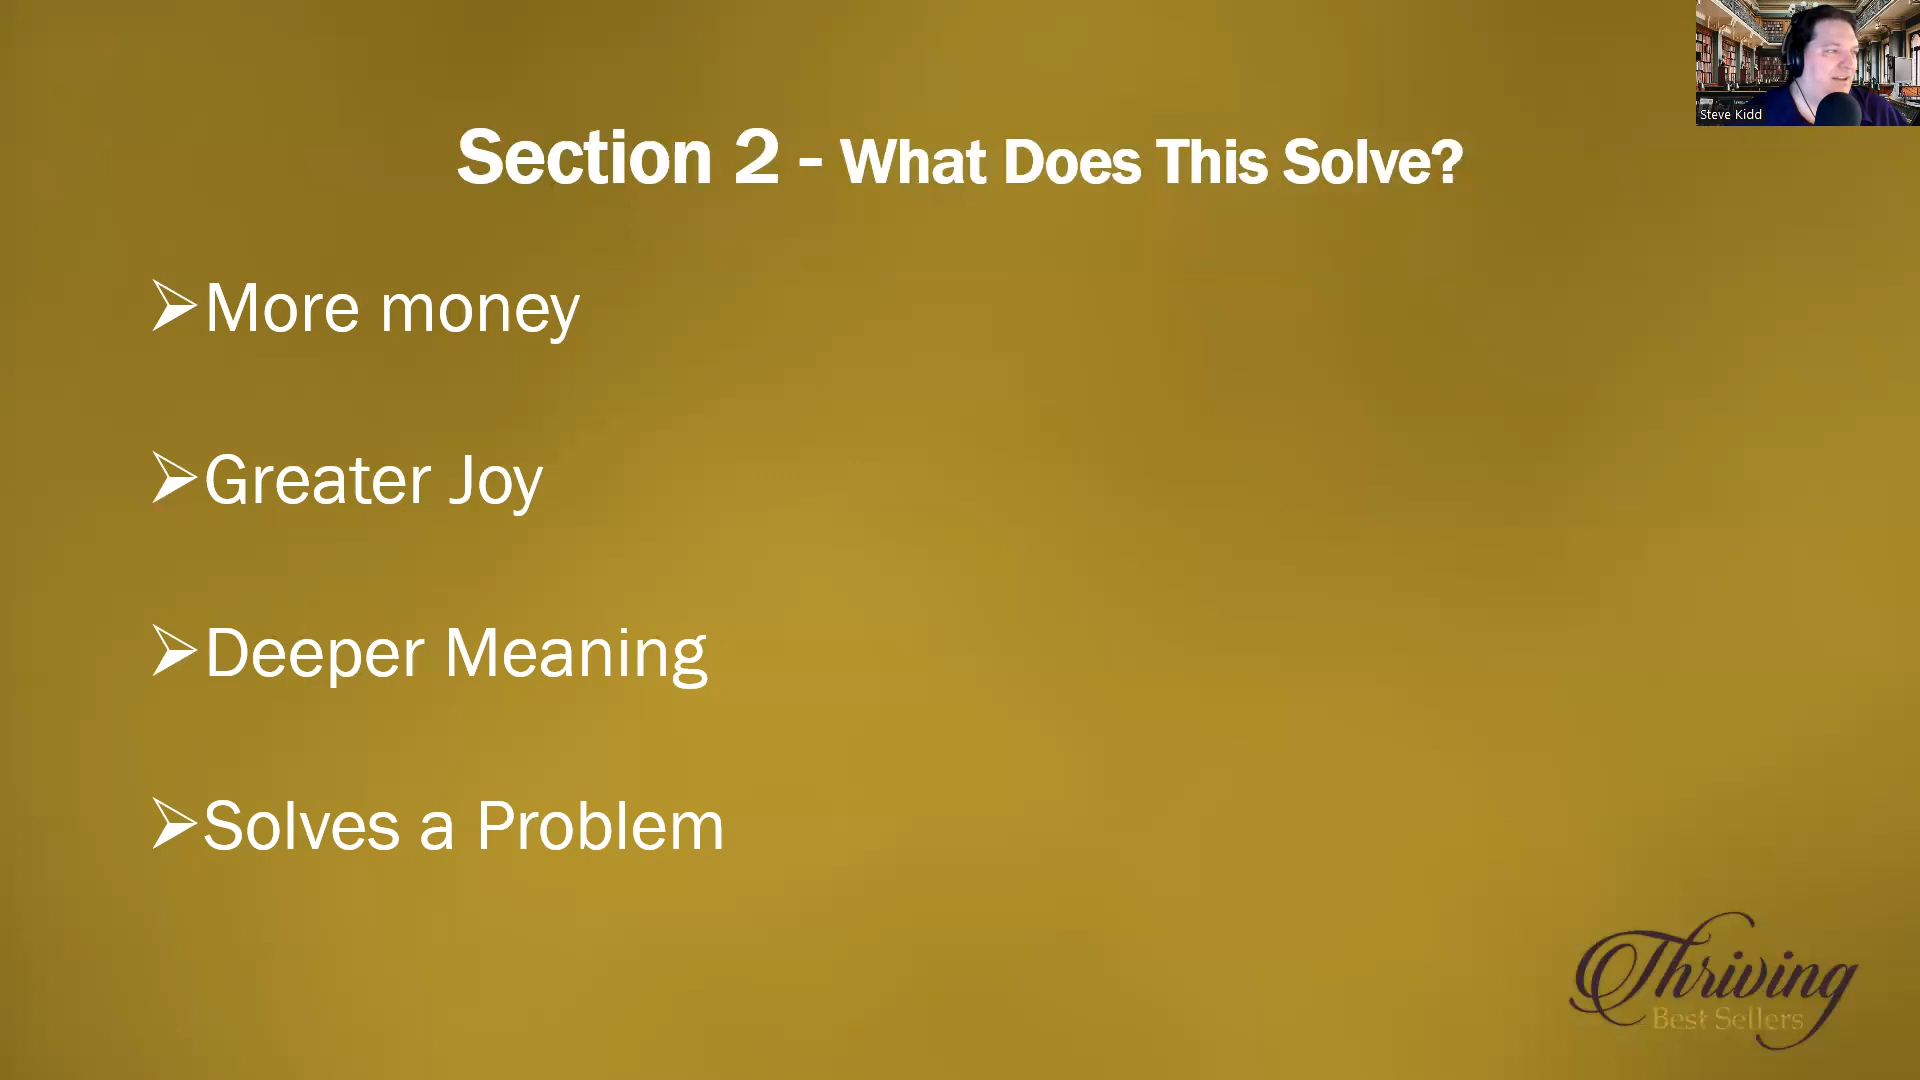 Steve Kidd
Section 2 - What Does This Solve?
➢More money
➢Greater Joy
➢Deeper Meaning
➢Solves a Problem
Thriving
Best Sellers